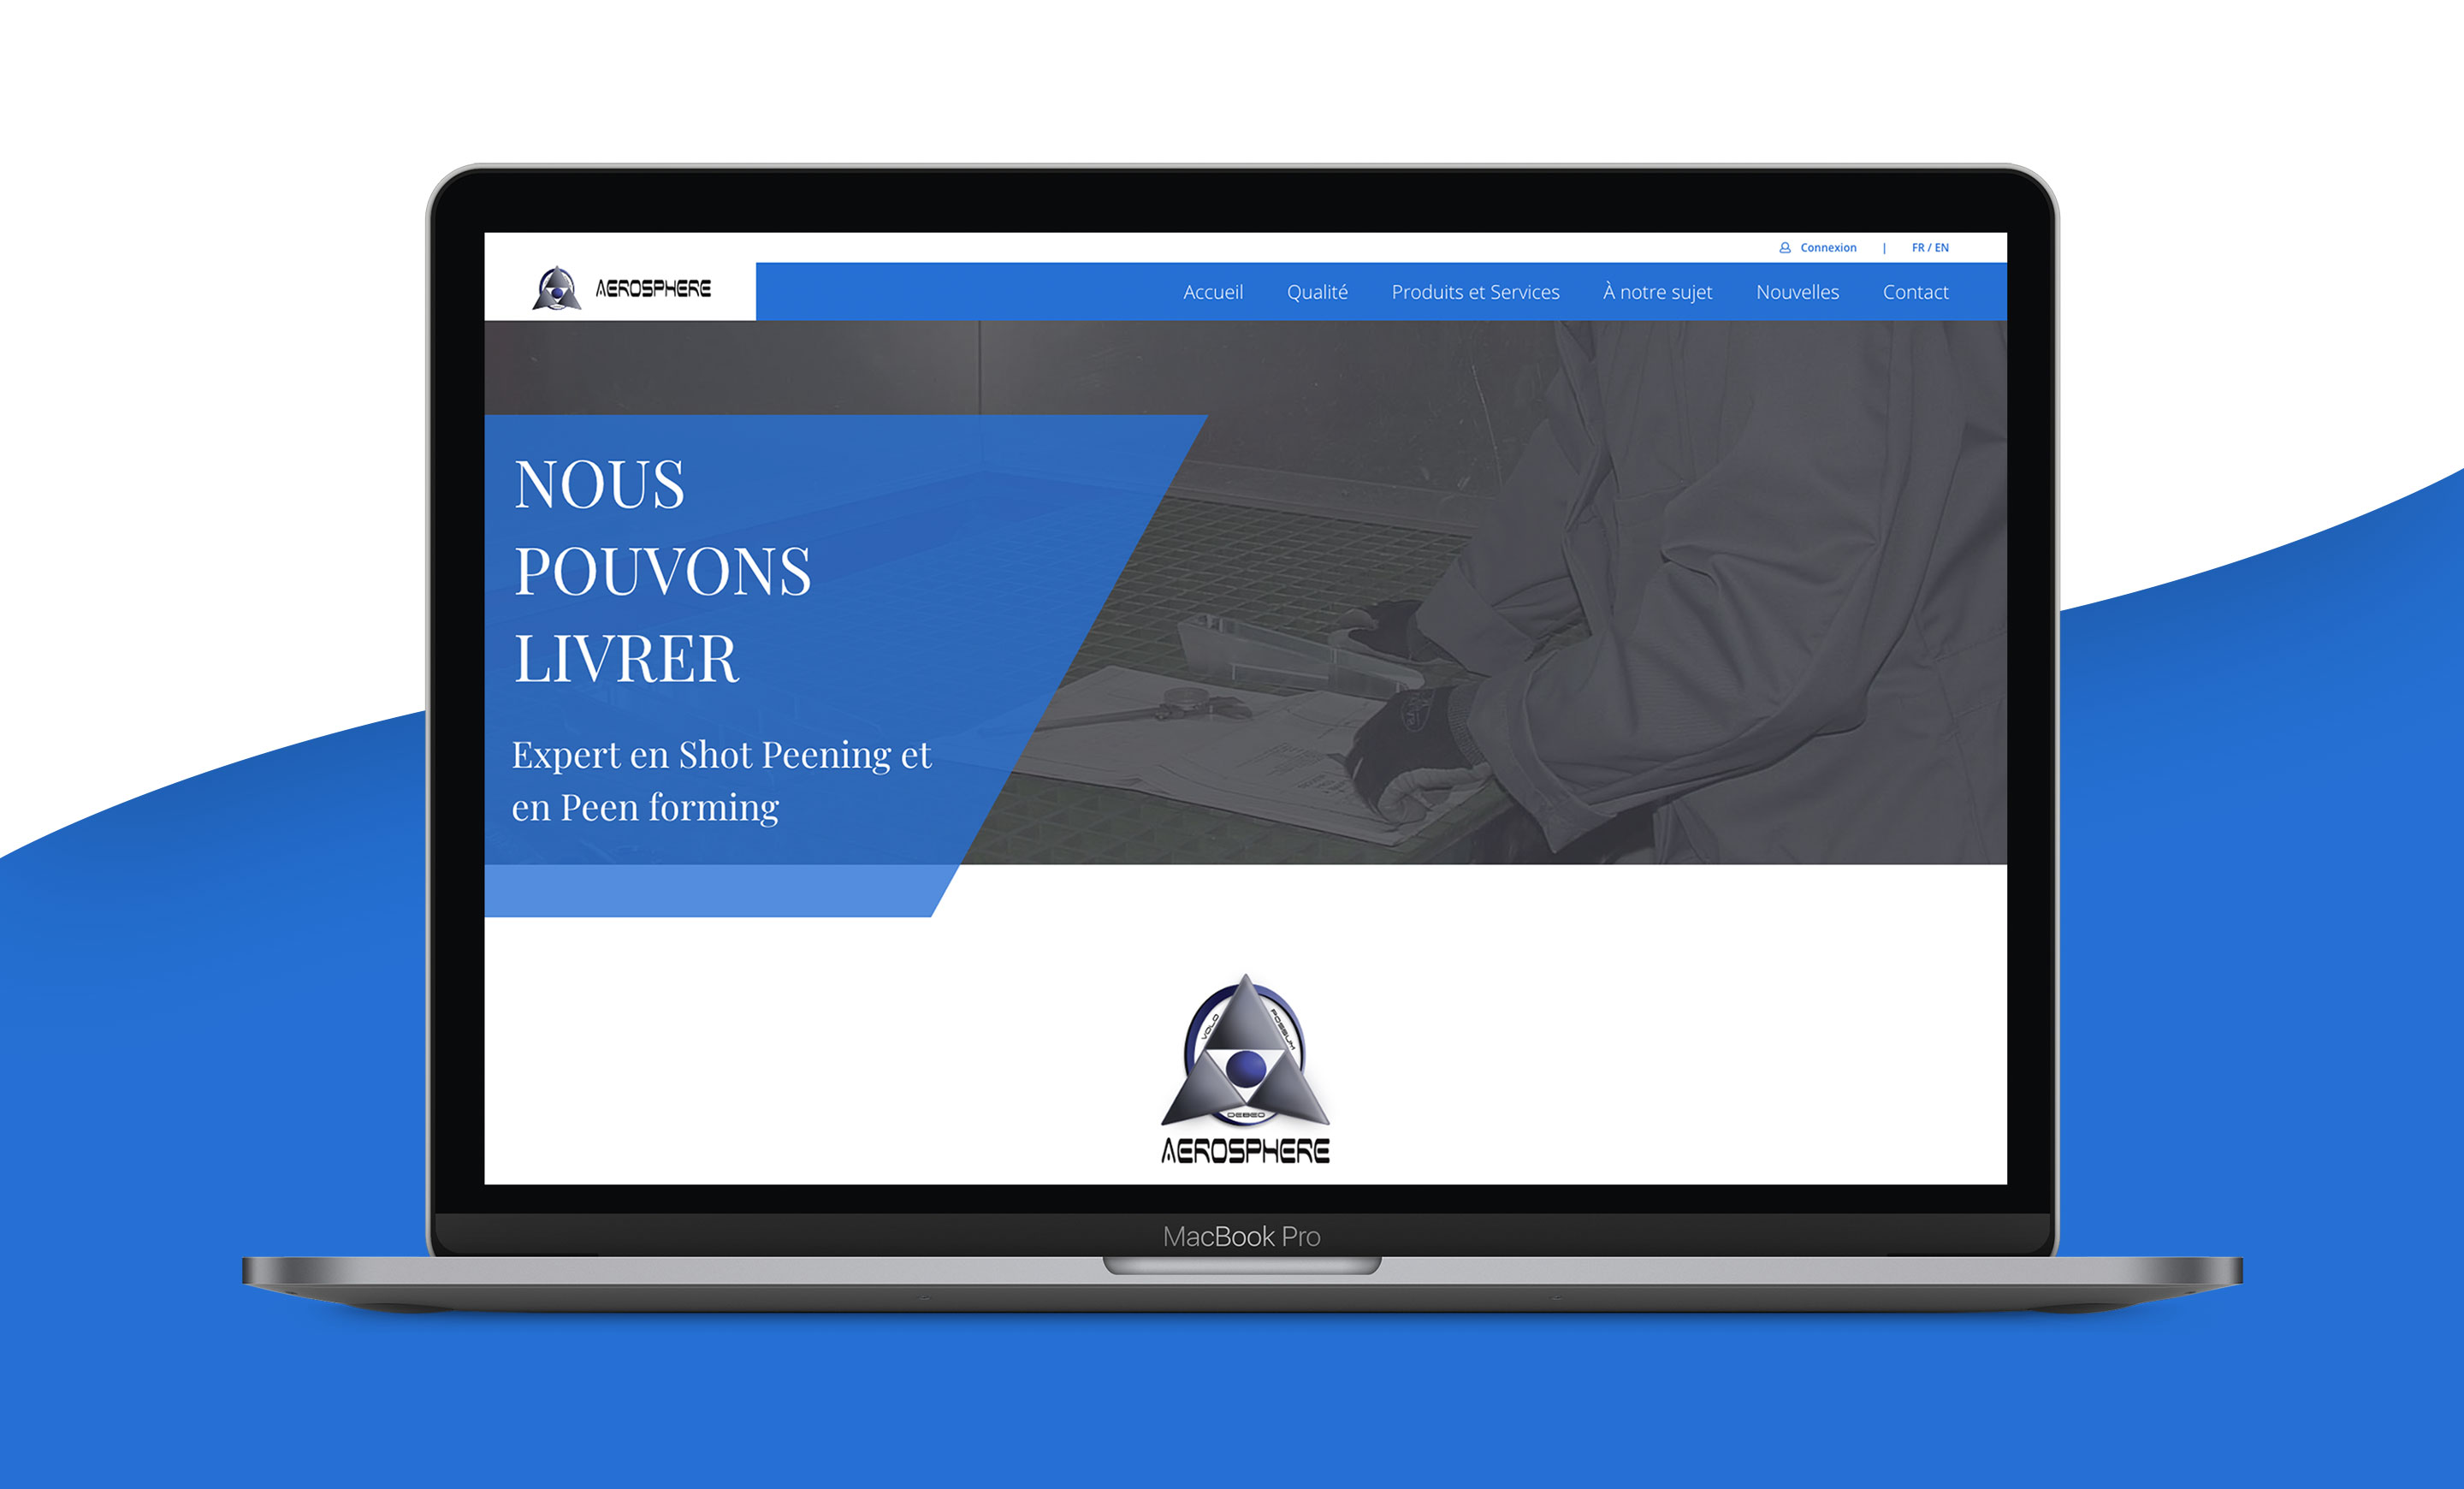 Connexion | FR / EN
AEROSPHERE
Accueil Qualité Produits et Services À notre sujet Nouvelles Contact
NOUS
POUVONS
LIVRER
Expert en Shot Peening et
en Peen forming
VOLO POSSUM
DEBEO
AEROSPHERE
MacBook Pro